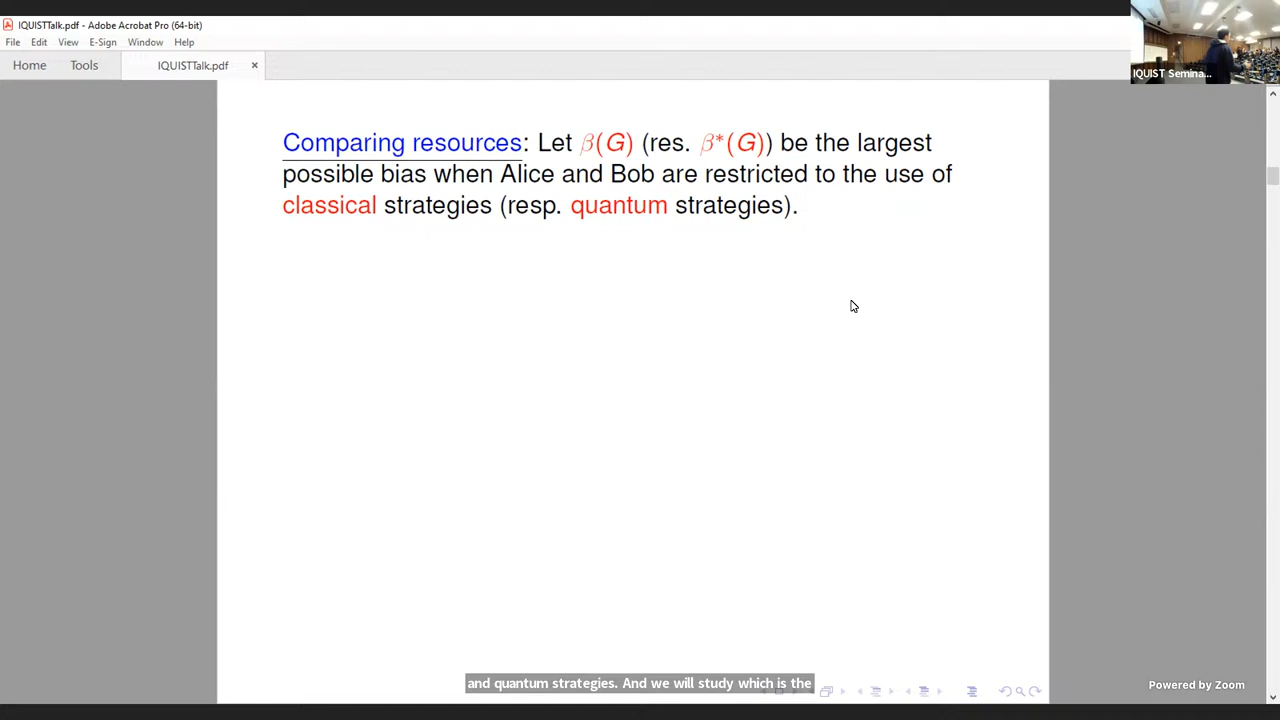 IQUISTTalk.pdf - Adobe Acrobat Pro (64-bit)
File Edit View E-Sign Window Help
Home Tools IQUISTTalk.pdf ×
IQUIST Semina...
Comparing resources: Let β(G) (res. β*(G)) be the largest
possible bias when Alice and Bob are restricted to the use of
classical strategies (resp. quantum strategies).
and quantum strategies. And we will study which is the
Powered by Zoom